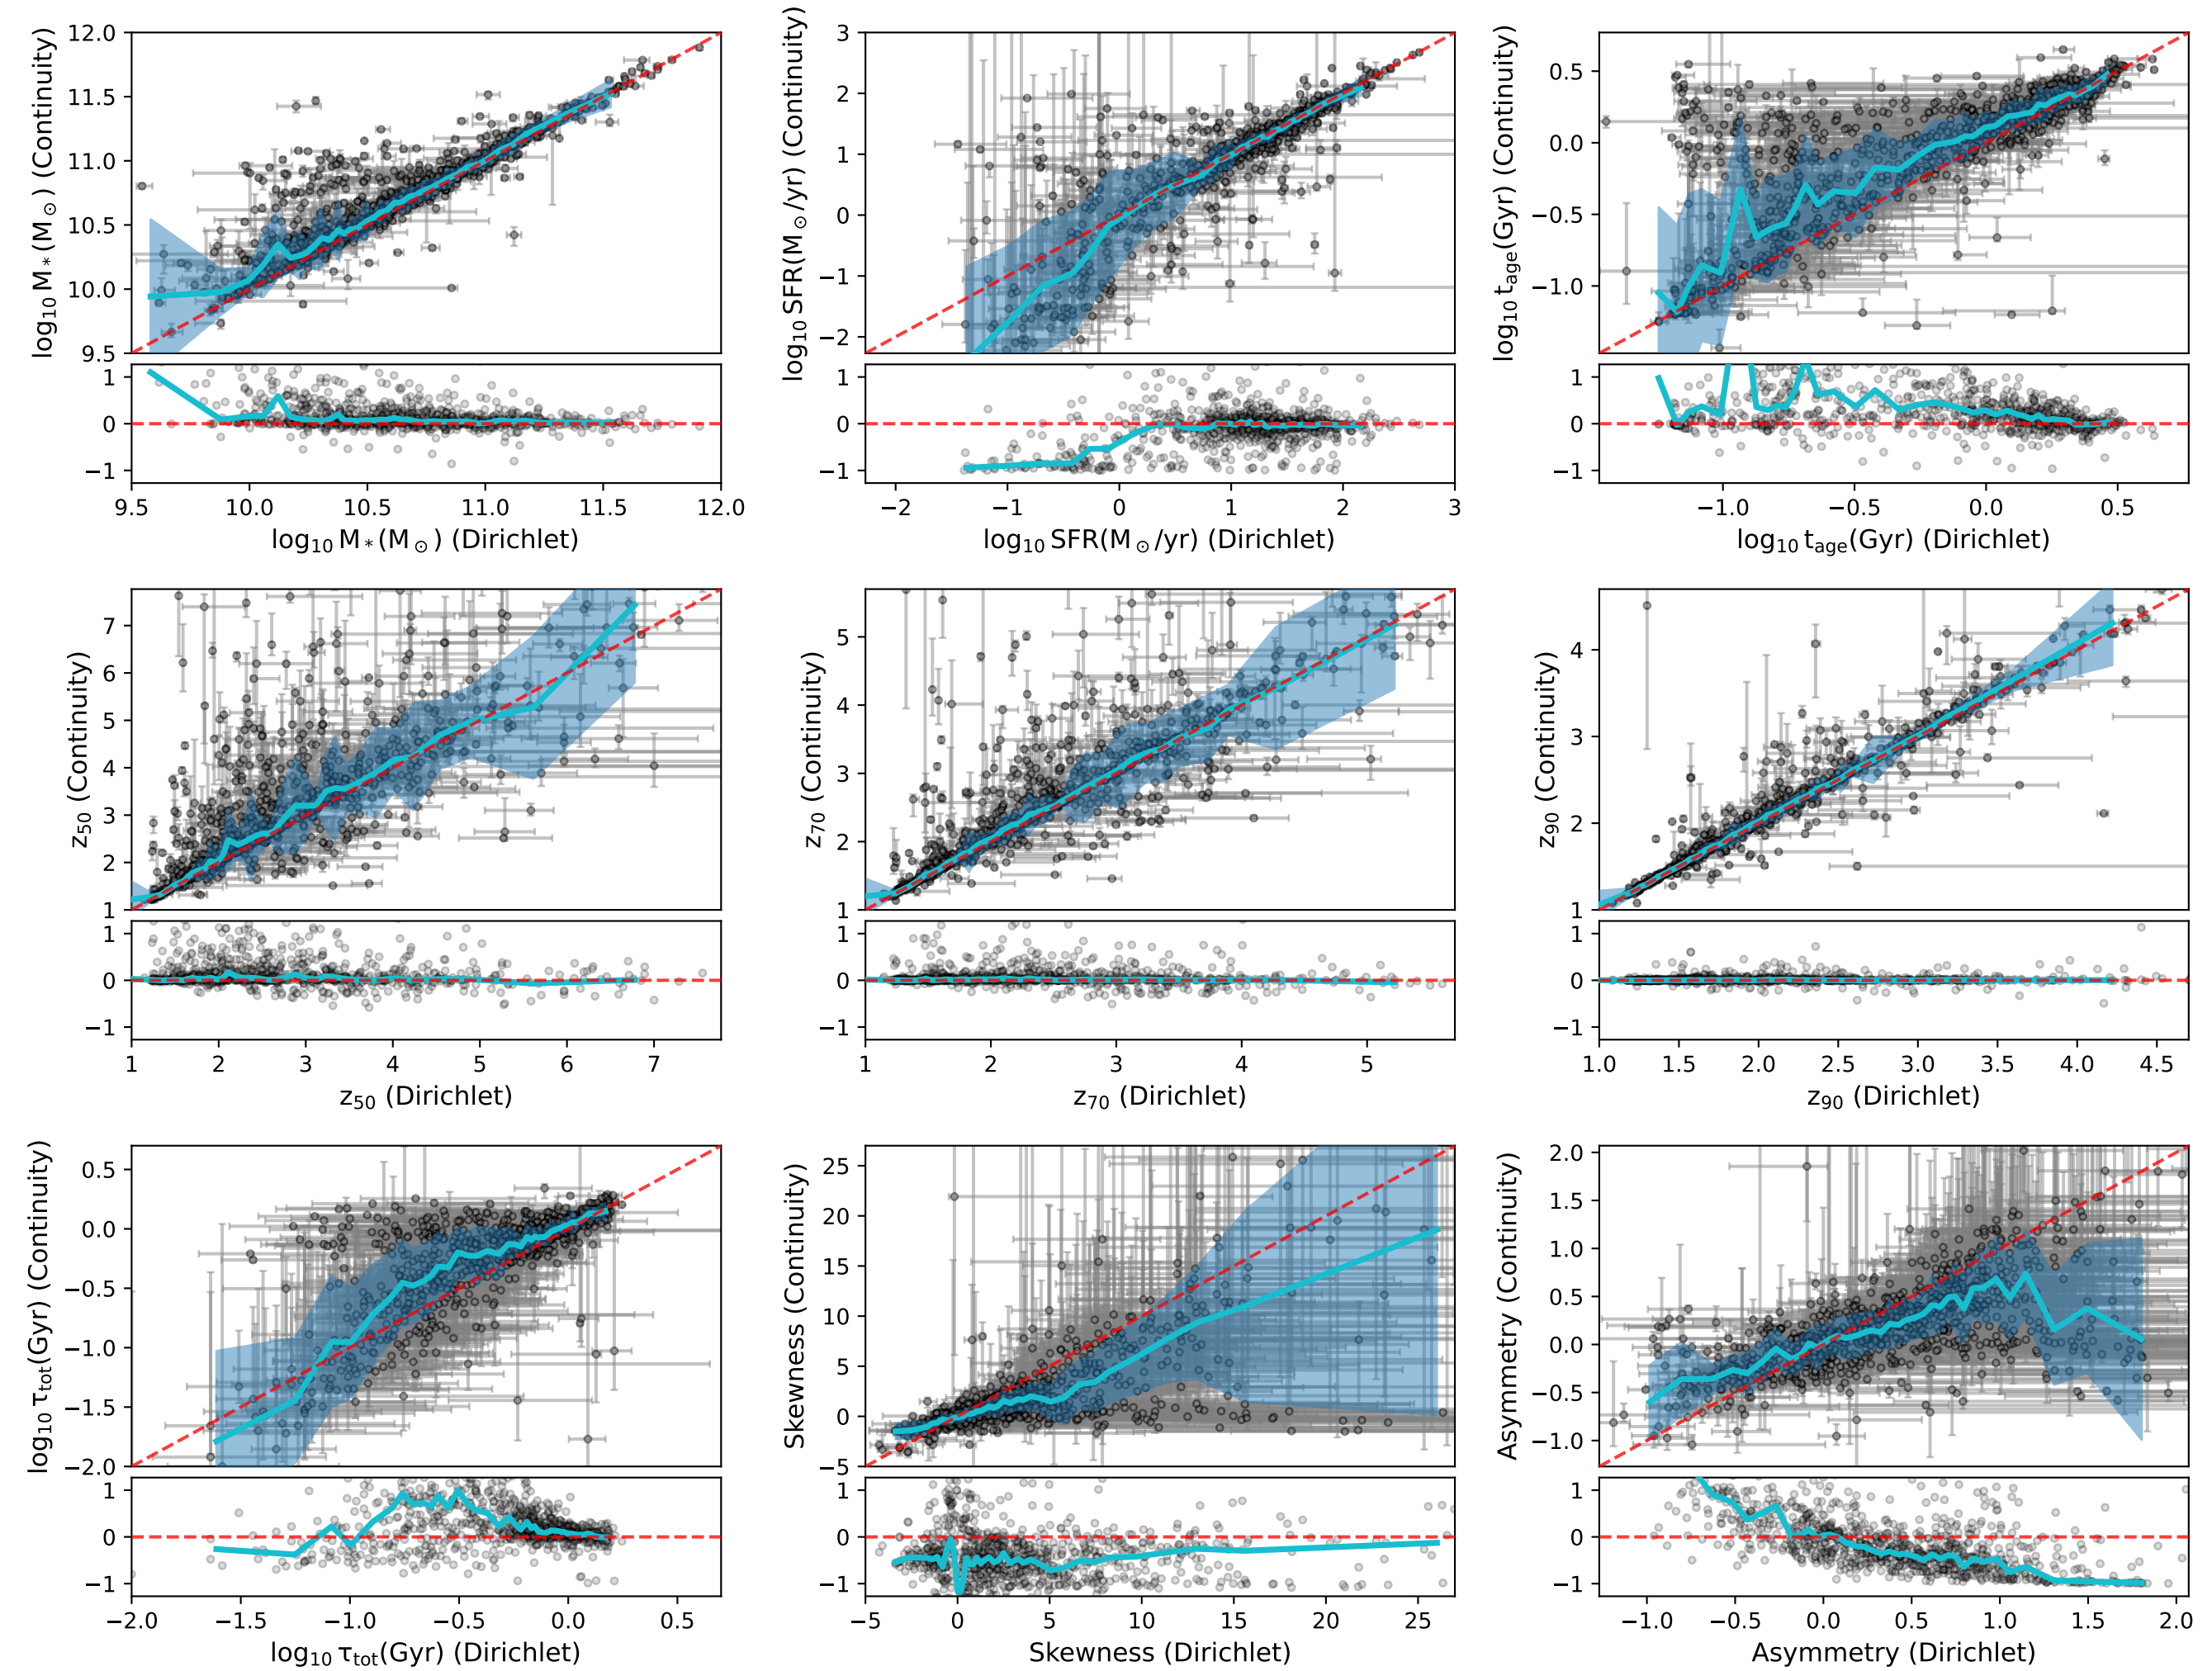 log₁₀ M∗(M⊙) (Continuity)
12.0
11.5
11.0
10.5
10.0
9.5
1
0
−1
9.5 10.0 10.5 11.0 11.5 12.0
log₁₀ M∗(M⊙) (Dirichlet)
log₁₀ SFR(M⊙/yr) (Continuity)
3
2
1
0
−1
−2
1
0
−1
−2 −1 0 1 2 3
log₁₀ SFR(M⊙/yr) (Dirichlet)
log₁₀ t_age(Gyr) (Continuity)
0.5
0.0
−0.5
−1.0
1
0
−1
−1.0 −0.5 0.0 0.5
log₁₀ t_age(Gyr) (Dirichlet)
z₅₀ (Continuity)
7
6
5
4
3
2
1
1
0
−1
1 2 3 4 5 6 7
z₅₀ (Dirichlet)
z₇₀ (Continuity)
5
4
3
2
1
1
0
−1
1 2 3 4 5
z₇₀ (Dirichlet)
z₉₀ (Continuity)
4
3
2
1
1
0
−1
1.0 1.5 2.0 2.5 3.0 3.5 4.0 4.5
z₉₀ (Dirichlet)
log₁₀ τ_tot(Gyr) (Continuity)
0.5
0.0
−0.5
−1.0
−1.5
−2.0
1
0
−1
−2.0 −1.5 −1.0 −0.5 0.0 0.5
log₁₀ τ_tot(Gyr) (Dirichlet)
Skewness (Continuity)
25
20
15
10
5
0
−5
1
0
−1
−5 0 5 10 15 20 25
Skewness (Dirichlet)
Asymmetry (Continuity)
2.0
1.5
1.0
0.5
0.0
−0.5
−1.0
1
0
−1
−1.0 −0.5 0.0 0.5 1.0 1.5 2.0
Asymmetry (Dirichlet)